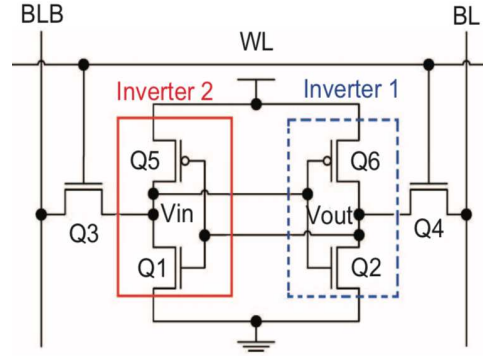 BLB
BL
WL
Inverter 2
Inverter 1
Q5
Q6
Vin
Vout
Q3
Q4
Q1
Q2